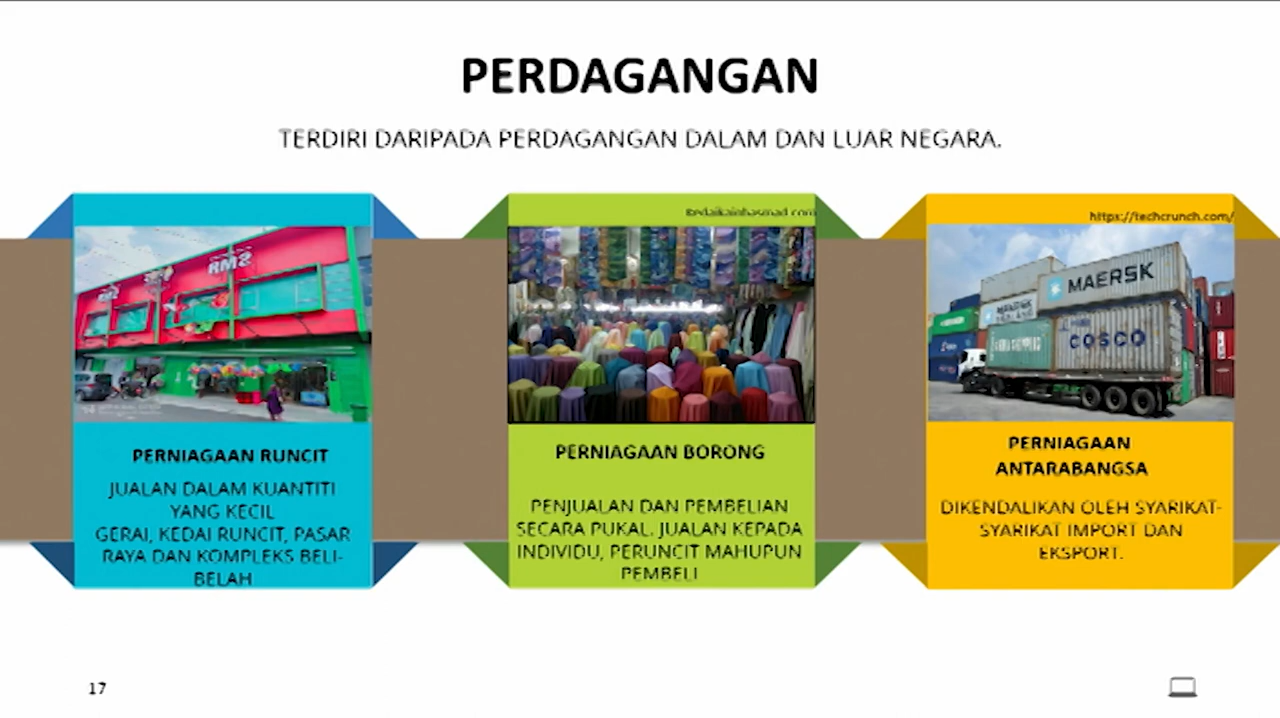 PERDAGANGAN
TERDIRI DARIPADA PERDAGANGAN DALAM DAN LUAR NEGARA.
https://techcrunch.com/
RM2
MAERSK
COSCO
PERNIAGAAN RUNCIT
JUALAN DALAM KUANTITI
YANG KECIL
GERAI, KEDAI RUNCIT, PASAR
RAYA DAN KOMPLEKS BELI-
BELAH
PERNIAGAAN BORONG
PENJUALAN DAN PEMBELIAN
SECARA PUKAL. JUALAN KEPADA
INDIVIDU, PERUNCIT MAHUPUN
PEMBELI
PERNIAGAAN
ANTARABANGSA
DIKENDALIKAN OLEH SYARIKAT-
SYARIKAT IMPORT DAN
EKSPORT.
17